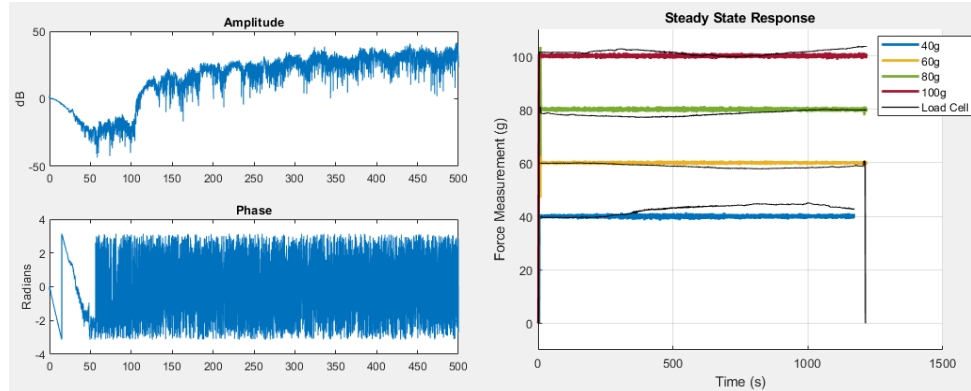 Amplitude
50
0
-50
dB
0 50 100 150 200 250 300 350 400 450 500
Phase
4
2
0
-2
-4
Radians
0 50 100 150 200 250 300 350 400 450 500
Steady State Response
100
80
60
40
20
0
Force Measurement (g)
0 500 1000 1500
Time (s)
40g
60g
80g
100g
Load Cell